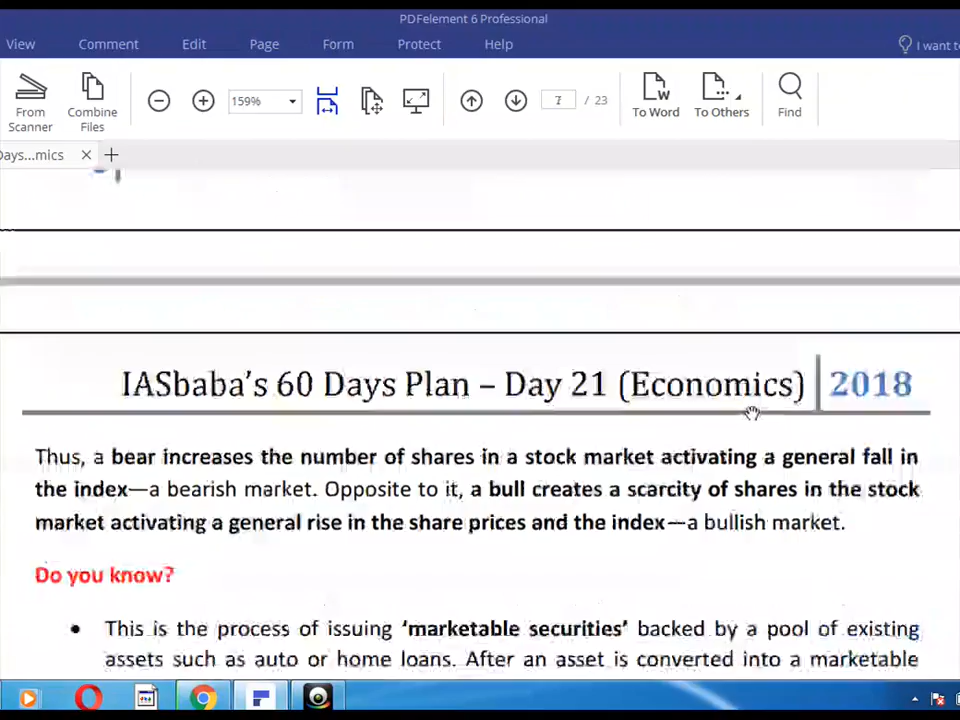 PDFelement 6 Professional
View Comment Edit Page Form Protect Help I want to
From Scanner
Combine Files
159%
7 / 23
To Word
To Others
Find
Days...mics
IASbaba's 60 Days Plan – Day 21 (Economics) 2018
Thus, a bear increases the number of shares in a stock market activating a general fall in
the index—a bearish market. Opposite to it, a bull creates a scarcity of shares in the stock
market activating a general rise in the share prices and the index—a bullish market.
Do you know?
• This is the process of issuing 'marketable securities' backed by a pool of existing
assets such as auto or home loans. After an asset is converted into a marketable